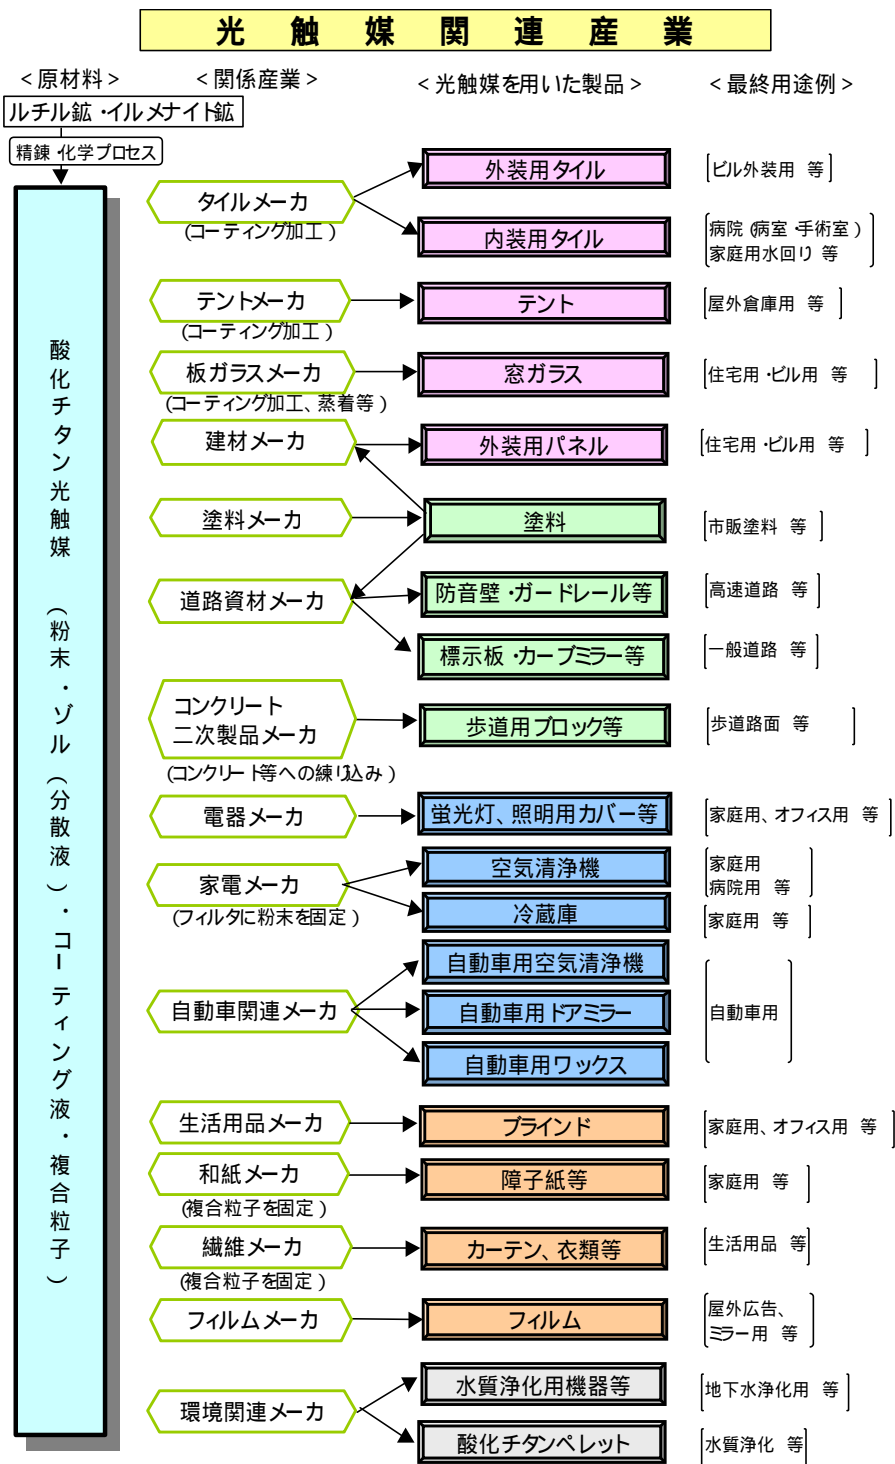 光触媒関連産業
<原材料>
<関係産業>
<光触媒を用いた製品>
<最終用途例>
ルチル鉱・イルメナイト鉱
精錬・化学プロセス
酸化チタン光触媒 (粉末・ゾル(分散液)・コーティング液・複合粒子)
タイルメーカ
(コーティング加工)
外装用タイル
ビル外装用 等
内装用タイル
病院(病室・手術室)
家庭用水回り 等
テントメーカ
(コーティング加工)
テント
屋外倉庫用 等
板ガラスメーカ
(コーティング加工、蒸着等)
窓ガラス
住宅用・ビル用 等
建材メーカ
外装用パネル
住宅用・ビル用 等
塗料メーカ
塗料
市販塗料 等
道路資材メーカ
防音壁・ガードレール等
高速道路 等
標示板・カーブミラー等
一般道路 等
コンクリート
二次製品メーカ
(コンクリート等への練り込み)
歩道用ブロック等
歩道路面 等
電器メーカ
蛍光灯、照明用カバー等
家庭用、オフィス用 等
家電メーカ
(フィルタに粉末を固定)
空気清浄機
家庭用
病院用 等
冷蔵庫
家庭用 等
自動車関連メーカ
自動車用空気清浄機
自動車用ドアミラー
自動車用ワックス
自動車用
生活用品メーカ
ブラインド
家庭用、オフィス用 等
和紙メーカ
(複合粒子を固定)
障子紙等
家庭用 等
繊維メーカ
(複合粒子を固定)
カーテン、衣類等
生活用品 等
フィルムメーカ
フィルム
屋外広告、
ミラー用 等
環境関連メーカ
水質浄化用機器等
地下水浄化用 等
酸化チタンペレット
水質浄化 等